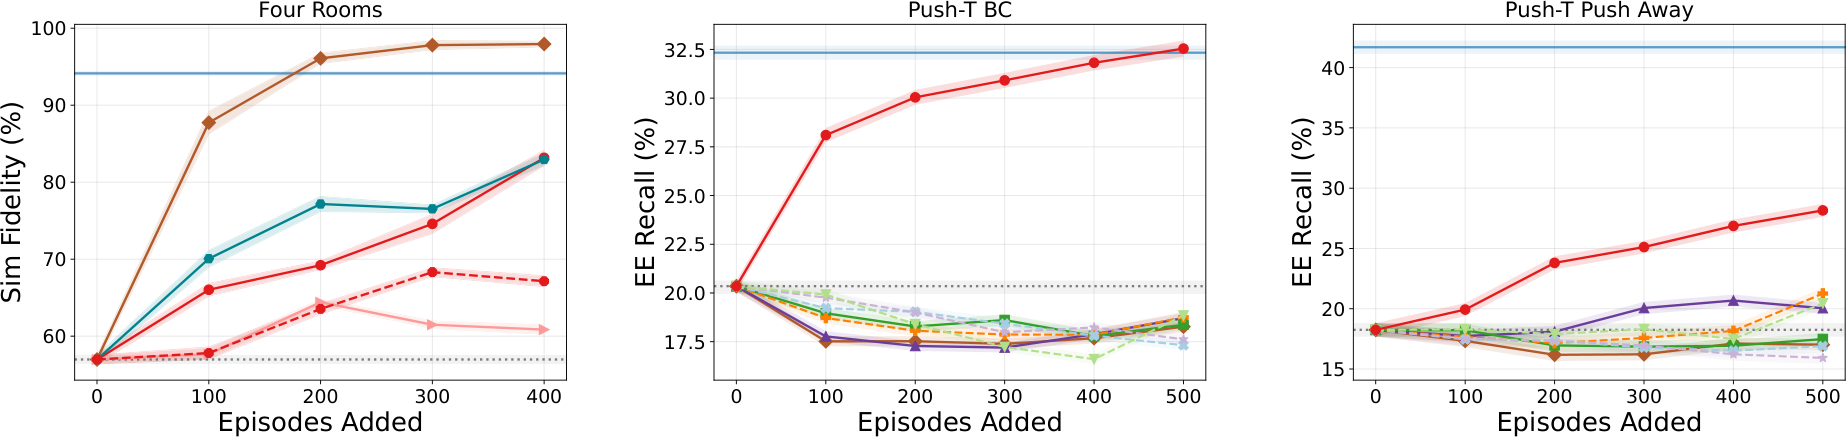 Four Rooms
100
90
80
70
60
0 100 200 300 400
Sim Fidelity (%)
Episodes Added
Push-T BC
32.5
30.0
27.5
25.0
22.5
20.0
17.5
0 100 200 300 400 500
EE Recall (%)
Episodes Added
Push-T Push Away
40
35
30
25
20
15
0 100 200 300 400 500
EE Recall (%)
Episodes Added